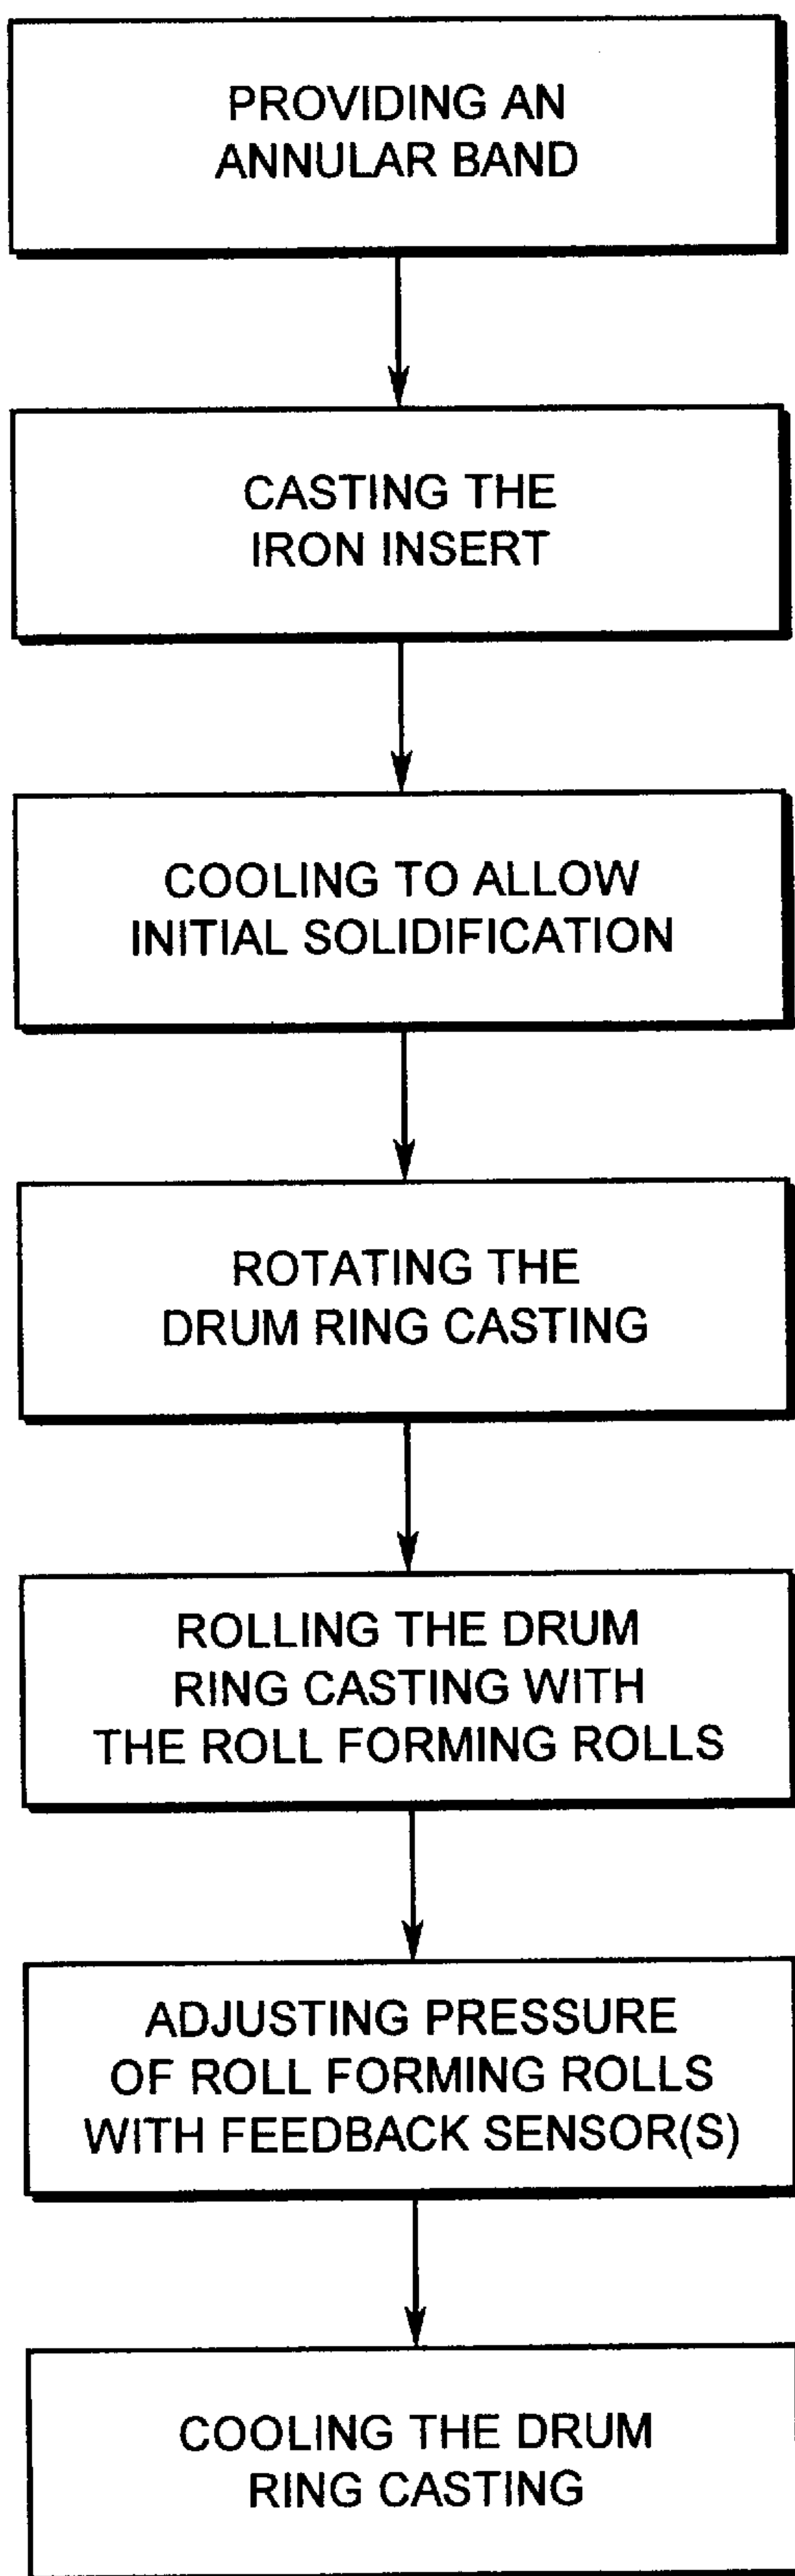 PROVIDING AN
ANNULAR BAND
CASTING THE
IRON INSERT
COOLING TO ALLOW
INITIAL SOLIDIFICATION
ROTATING THE
DRUM RING CASTING
ROLLING THE DRUM
RING CASTING WITH
THE ROLL FORMING ROLLS
ADJUSTING PRESSURE
OF ROLL FORMING ROLLS
WITH FEEDBACK SENSOR(S)
COOLING THE DRUM
RING CASTING